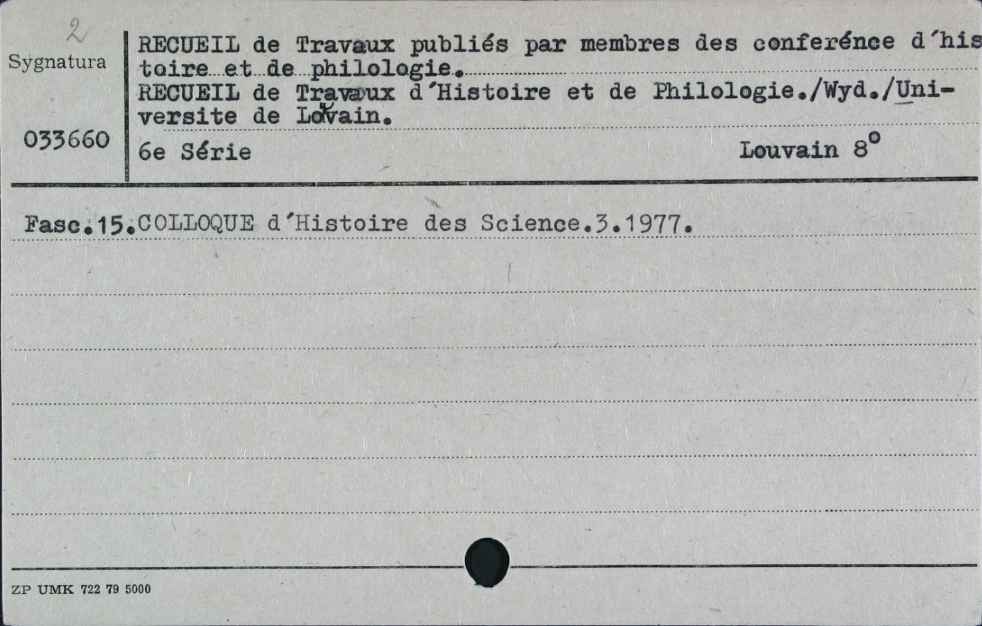 2
Sygnatura
033660
RECUEIL de Travaux publiés par membres des conferénce d´his
toire et de philologie.
RECUEIL de Travaux d´Histoire et de Philologie./Wyd./Uni-
versite de Lovain.
6e Série Louvain 8º
Fasc.15.COLLOQUE d´Histoire des Science.3.1977.
ZP UMK 722 79 5000